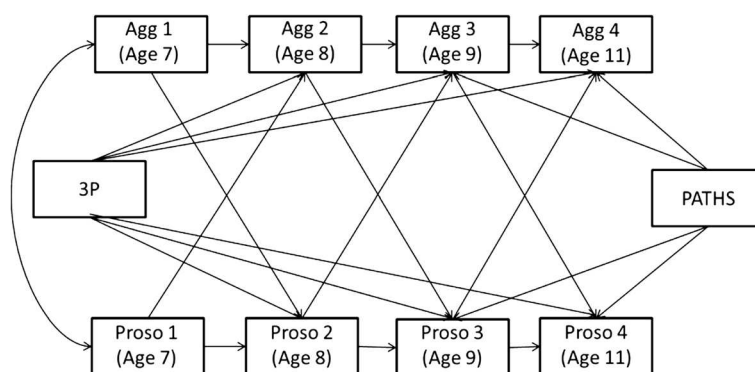 Agg 1
(Age 7)
Agg 2
(Age 8)
Agg 3
(Age 9)
Agg 4
(Age 11)
3P
PATHS
Proso 1
(Age 7)
Proso 2
(Age 8)
Proso 3
(Age 9)
Proso 4
(Age 11)